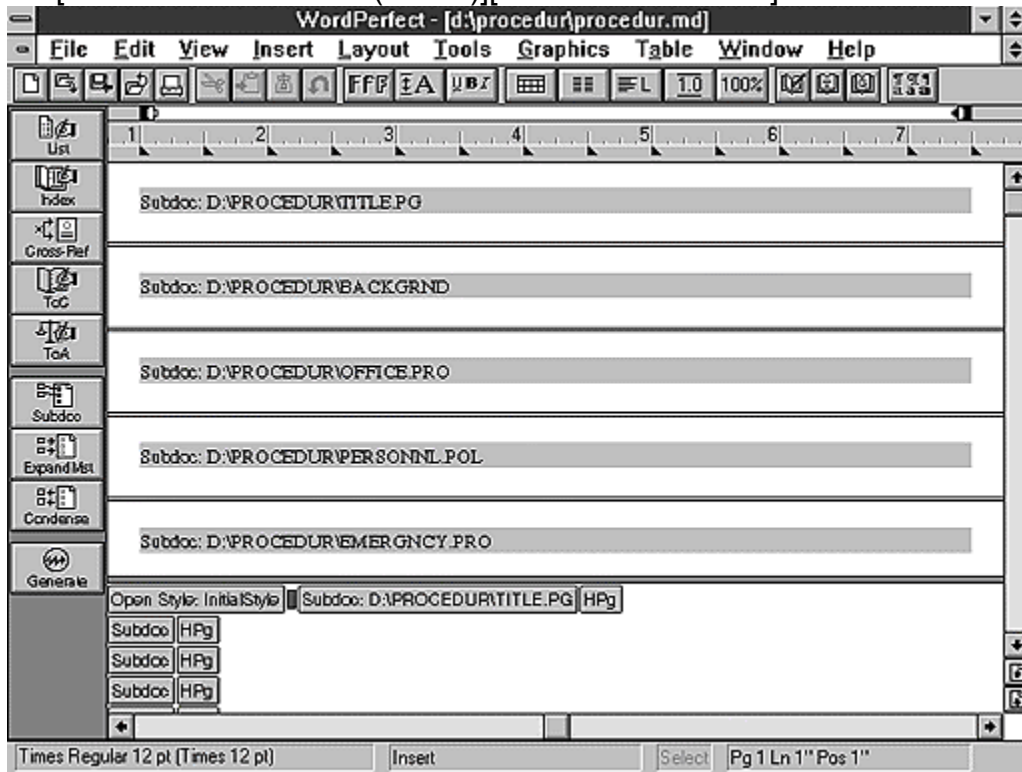 WordPerfect - [d:\procedur\procedur.md]
File Edit View Insert Layout Tools Graphics Table Window Help
100%
1 2 3 4 5 6 7
List
Index
Cross-Ref
ToC
ToA
Subdoc
Expand Mst
Condense
Generate
Subdoc: D:\PROCEDUR\TITLE.PG
Subdoc: D:\PROCEDUR\BACKGRND
Subdoc: D:\PROCEDUR\OFFICE.PRO
Subdoc: D:\PROCEDUR\PERSONNL.POL
Subdoc: D:\PROCEDUR\EMERGNCY.PRO
Open Style: InitialStyle Subdoc: D:\PROCEDUR\TITLE.PG HPg
Subdoc HPg
Subdoc HPg
Subdoc HPg
Times Regular 12 pt (Times 12 pt) Insert Select Pg 1 Ln 1" Pos 1"